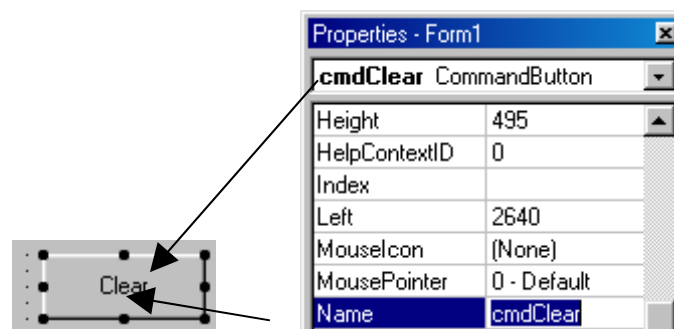 Properties - Form1
cmdClear CommandButton
Height 495
HelpContextID 0
Index
Left 2640
MouseIcon (None)
MousePointer 0 - Default
Name cmdClear
Clear